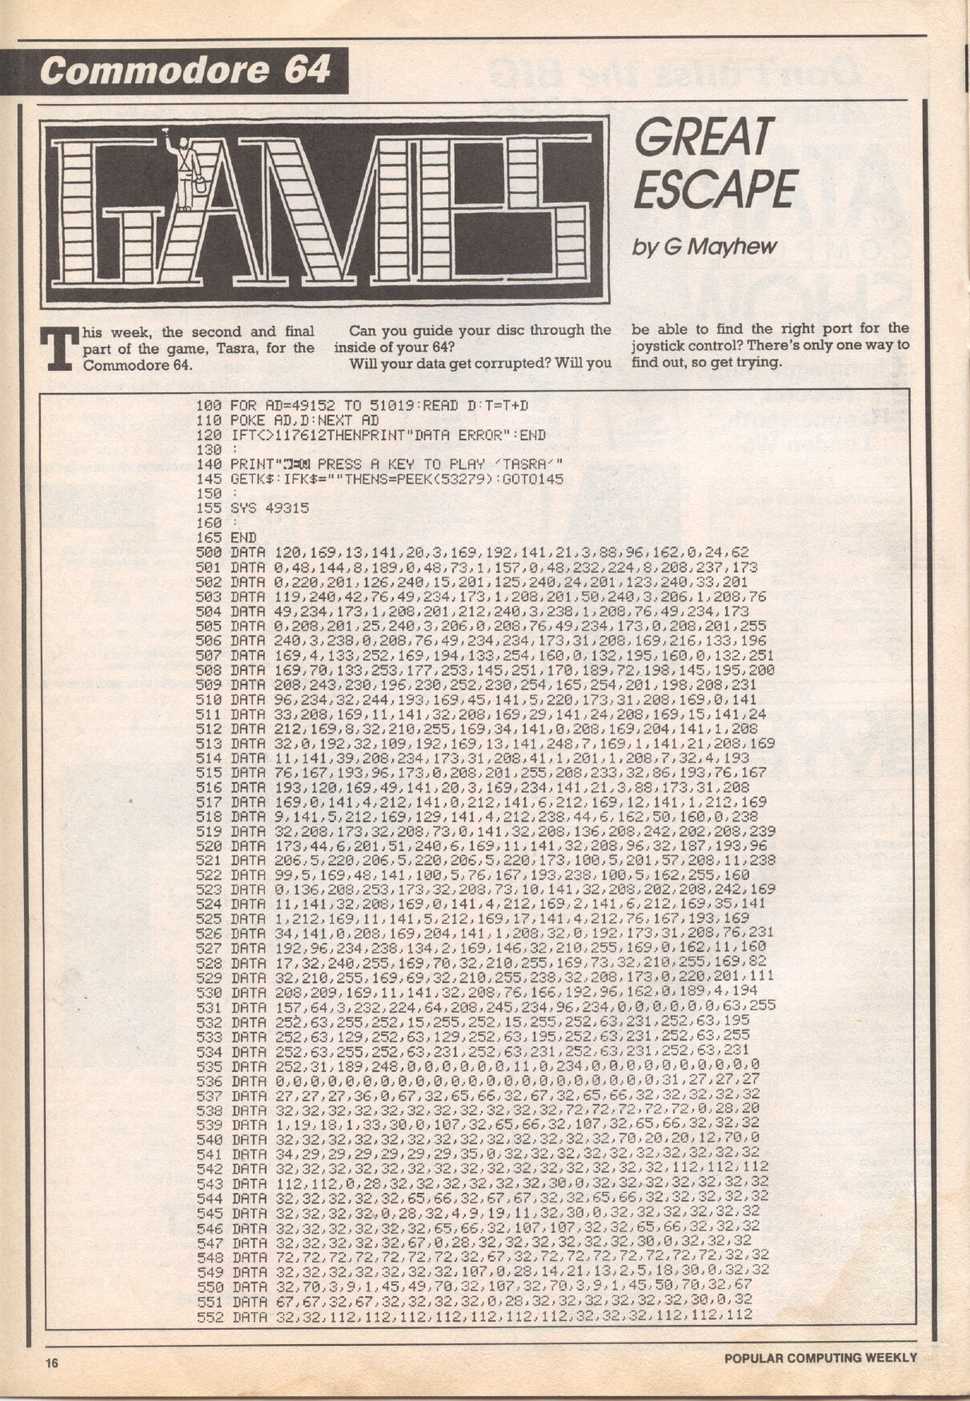 Commodore 64
GAMES
GREAT
ESCAPE
by G Mayhew
This week, the second and final
part of the game, Tasra, for the
Commodore 64.
Can you guide your disc through the
inside of your 64?
Will your data get corrupted? Will you
be able to find the right port for the
joystick control? There's only one way to
find out, so get trying.
100 FOR AD=49152 TO 51019:READ D:T=T+D
110 POKE AD,D:NEXT AD
120 IFT<>117612THENPRINT"DATA ERROR":END
130 :
140 PRINT" PRESS A KEY TO PLAY 'TASRA'"
145 GETK$:IFK$=""THENS=PEEK(53279):GOTO145
150 :
155 SYS 49315
160 :
165 END
500 DATA 120,169,13,141,20,3,169,192,141,21,3,88,96,162,0,24,62
501 DATA 0,48,144,8,189,0,48,73,1,157,0,48,232,224,8,208,237,173
502 DATA 0,220,201,126,240,15,201,125,240,24,201,123,240,33,201
503 DATA 119,240,42,76,49,234,173,1,208,201,50,240,3,206,1,208,76
504 DATA 49,234,173,1,208,201,212,240,3,238,1,208,76,49,234,173
505 DATA 0,208,201,25,240,3,206,0,208,76,49,234,173,0,208,201,255
506 DATA 240,3,238,0,208,76,49,234,234,173,31,208,169,216,133,196
507 DATA 169,4,133,252,169,194,133,254,160,0,132,195,160,0,132,251
508 DATA 169,70,133,253,177,253,145,251,170,189,72,198,145,195,200
509 DATA 208,243,230,196,230,252,230,254,165,254,201,198,208,231
510 DATA 96,234,32,244,193,169,45,141,5,220,173,31,208,169,0,141
511 DATA 33,208,169,11,141,32,208,169,29,141,24,208,169,15,141,24
512 DATA 212,169,8,32,210,255,169,34,141,0,208,169,204,141,1,208
513 DATA 32,0,192,32,109,192,169,13,141,248,7,169,1,141,21,208,169
514 DATA 11,141,39,208,234,173,31,208,41,1,201,1,208,7,32,4,193
515 DATA 76,167,193,96,173,0,208,201,255,208,233,32,86,193,76,167
516 DATA 193,120,169,49,141,20,3,169,234,141,21,3,88,173,31,208
517 DATA 169,0,141,4,212,141,0,212,141,6,212,169,12,141,1,212,169
518 DATA 9,141,5,212,169,129,141,4,212,238,44,6,162,50,160,0,238
519 DATA 32,208,173,32,208,73,0,141,32,208,136,208,242,202,208,239
520 DATA 173,44,6,201,51,240,6,169,11,141,32,208,96,32,187,193,96
521 DATA 206,5,220,206,5,220,206,5,220,173,100,5,201,57,208,11,238
522 DATA 99,5,169,48,141,100,5,76,167,193,238,100,5,162,255,160
523 DATA 0,136,208,253,173,32,208,73,10,141,32,208,202,208,242,169
524 DATA 11,141,32,208,169,0,141,4,212,169,2,141,6,212,169,35,141
525 DATA 1,212,169,11,141,5,212,169,17,141,4,212,76,167,193,169
526 DATA 34,141,0,208,169,204,141,1,208,32,0,192,173,31,208,76,231
527 DATA 192,96,234,238,134,2,169,146,32,210,255,169,0,162,11,160
528 DATA 17,32,240,255,169,70,32,210,255,169,73,32,210,255,169,82
529 DATA 32,210,255,169,69,32,210,255,238,32,208,173,0,220,201,111
530 DATA 208,209,169,11,141,32,208,76,166,192,96,162,0,189,4,194
531 DATA 157,64,3,232,224,64,208,245,234,96,234,0,0,0,0,0,0,63,255
532 DATA 252,63,255,252,15,255,252,15,255,252,63,231,252,63,195
533 DATA 252,63,129,252,63,129,252,63,195,252,63,231,252,63,255
534 DATA 252,63,255,252,63,231,252,63,231,252,63,231,252,63,231
535 DATA 252,31,189,248,0,0,0,0,0,0,11,0,234,0,0,0,0,0,0,0,0,0,0
536 DATA 0,0,0,0,0,0,0,0,0,0,0,0,0,0,0,0,0,0,0,0,0,0,31,27,27,27
537 DATA 27,27,27,36,0,67,32,65,66,32,67,32,65,66,32,32,32,32,32
538 DATA 32,32,32,32,32,32,32,32,32,32,32,72,72,72,72,72,0,28,20
539 DATA 1,19,18,1,33,30,0,107,32,65,66,32,107,32,65,66,32,32,32
540 DATA 32,32,32,32,32,32,32,32,32,32,32,32,32,70,20,20,12,70,0
541 DATA 34,29,29,29,29,29,29,35,0,32,32,32,32,32,32,32,32,32,32,32
542 DATA 32,32,32,32,32,32,32,32,32,32,32,32,32,32,32,112,112,112
543 DATA 112,112,0,28,32,32,32,32,32,32,30,0,32,32,32,32,32,32,32
544 DATA 32,32,32,32,32,65,66,32,67,67,32,32,65,66,32,32,32,32,32
545 DATA 32,32,32,32,0,28,32,4,9,19,11,32,30,0,32,32,32,32,32,32
546 DATA 32,32,32,32,32,32,65,66,32,107,107,32,32,65,66,32,32,32
547 DATA 32,32,32,32,32,67,0,28,32,32,32,32,32,32,30,0,32,32,32
548 DATA 72,72,72,72,72,72,72,32,67,32,72,72,72,72,72,72,72,32,32
549 DATA 32,32,32,32,32,32,32,107,0,28,14,21,13,2,5,18,30,0,32,32
550 DATA 32,70,3,9,1,45,49,70,32,107,32,70,3,9,1,45,50,70,32,67
551 DATA 67,67,32,67,32,32,32,32,0,28,32,32,32,32,32,32,30,0,32
552 DATA 32,32,112,112,112,112,112,112,112,32,32,32,112,112,112
16
POPULAR COMPUTING WEEKLY